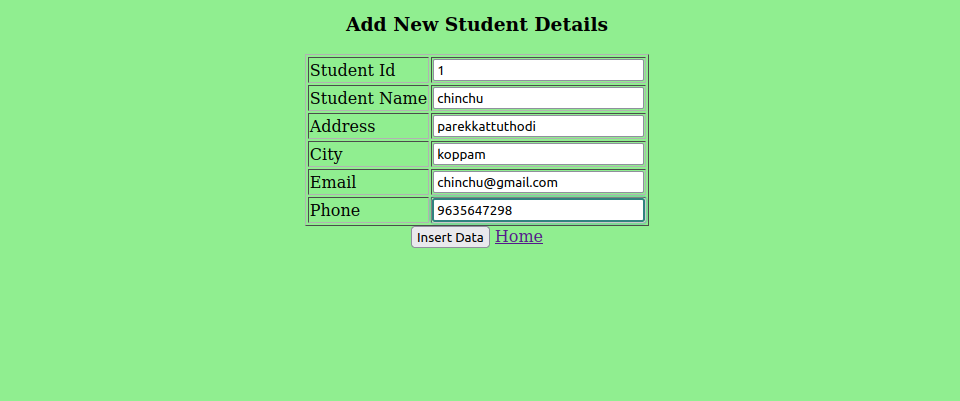 Add New Student Details
Student Id 1
Student Name chinchu
Address parekkattuthodi
City koppam
Email chinchu@gmail.com
Phone 9635647298
Insert Data Home